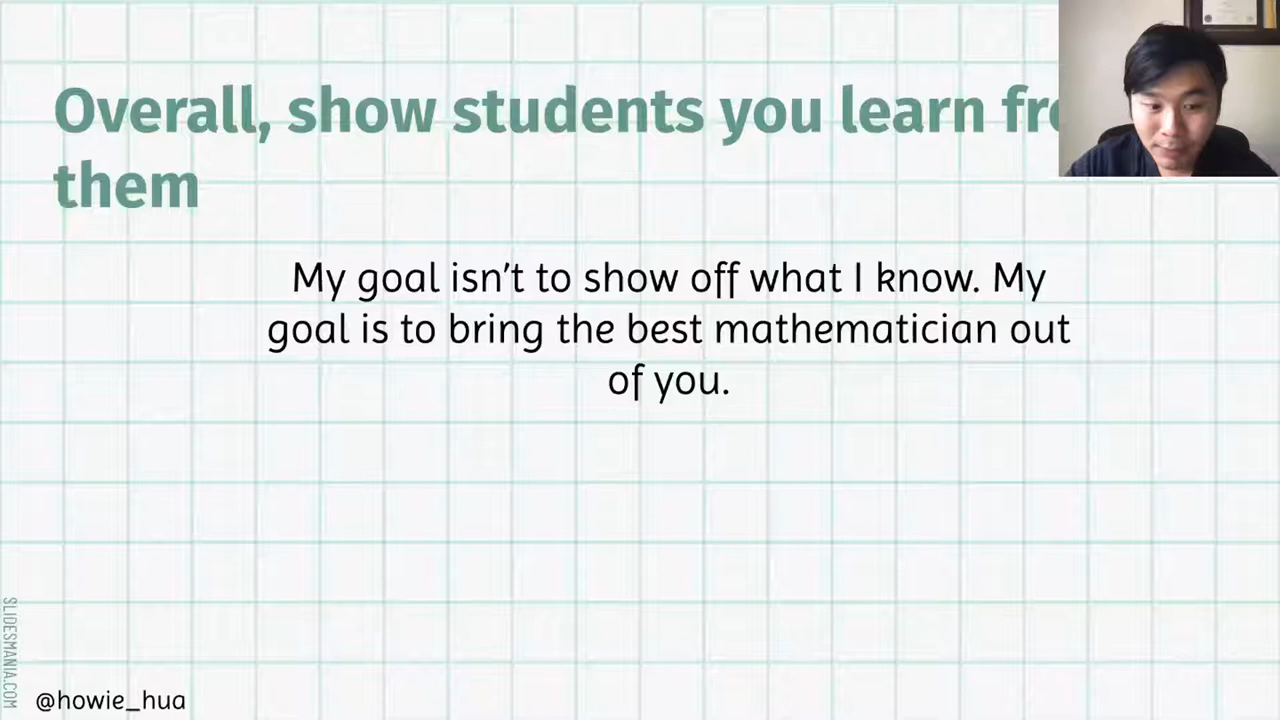 Overall, show students you learn
them
My goal isn't to show off what I know. My
goal is to bring the best mathematician out
of you.
SLIDESMANIA.COM
@howie_hua